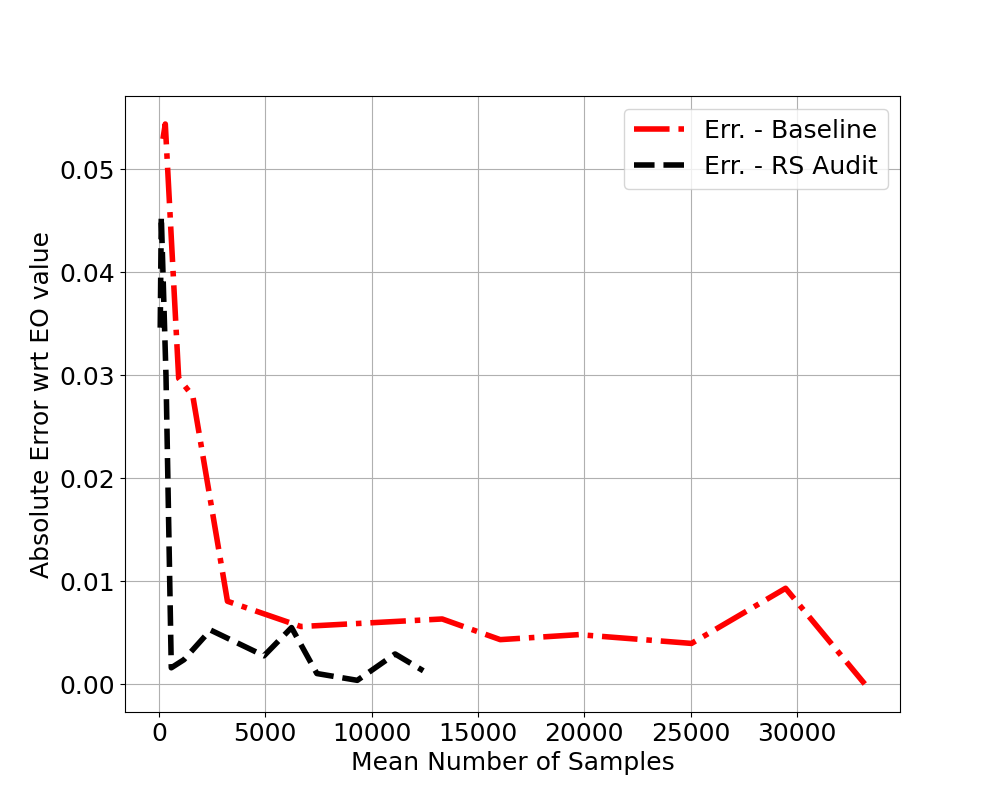 Err. - Baseline
Err. - RS Audit
Absolute Error wrt EO value
0.05
0.04
0.03
0.02
0.01
0.00
0 5000 10000 15000 20000 25000 30000
Mean Number of Samples